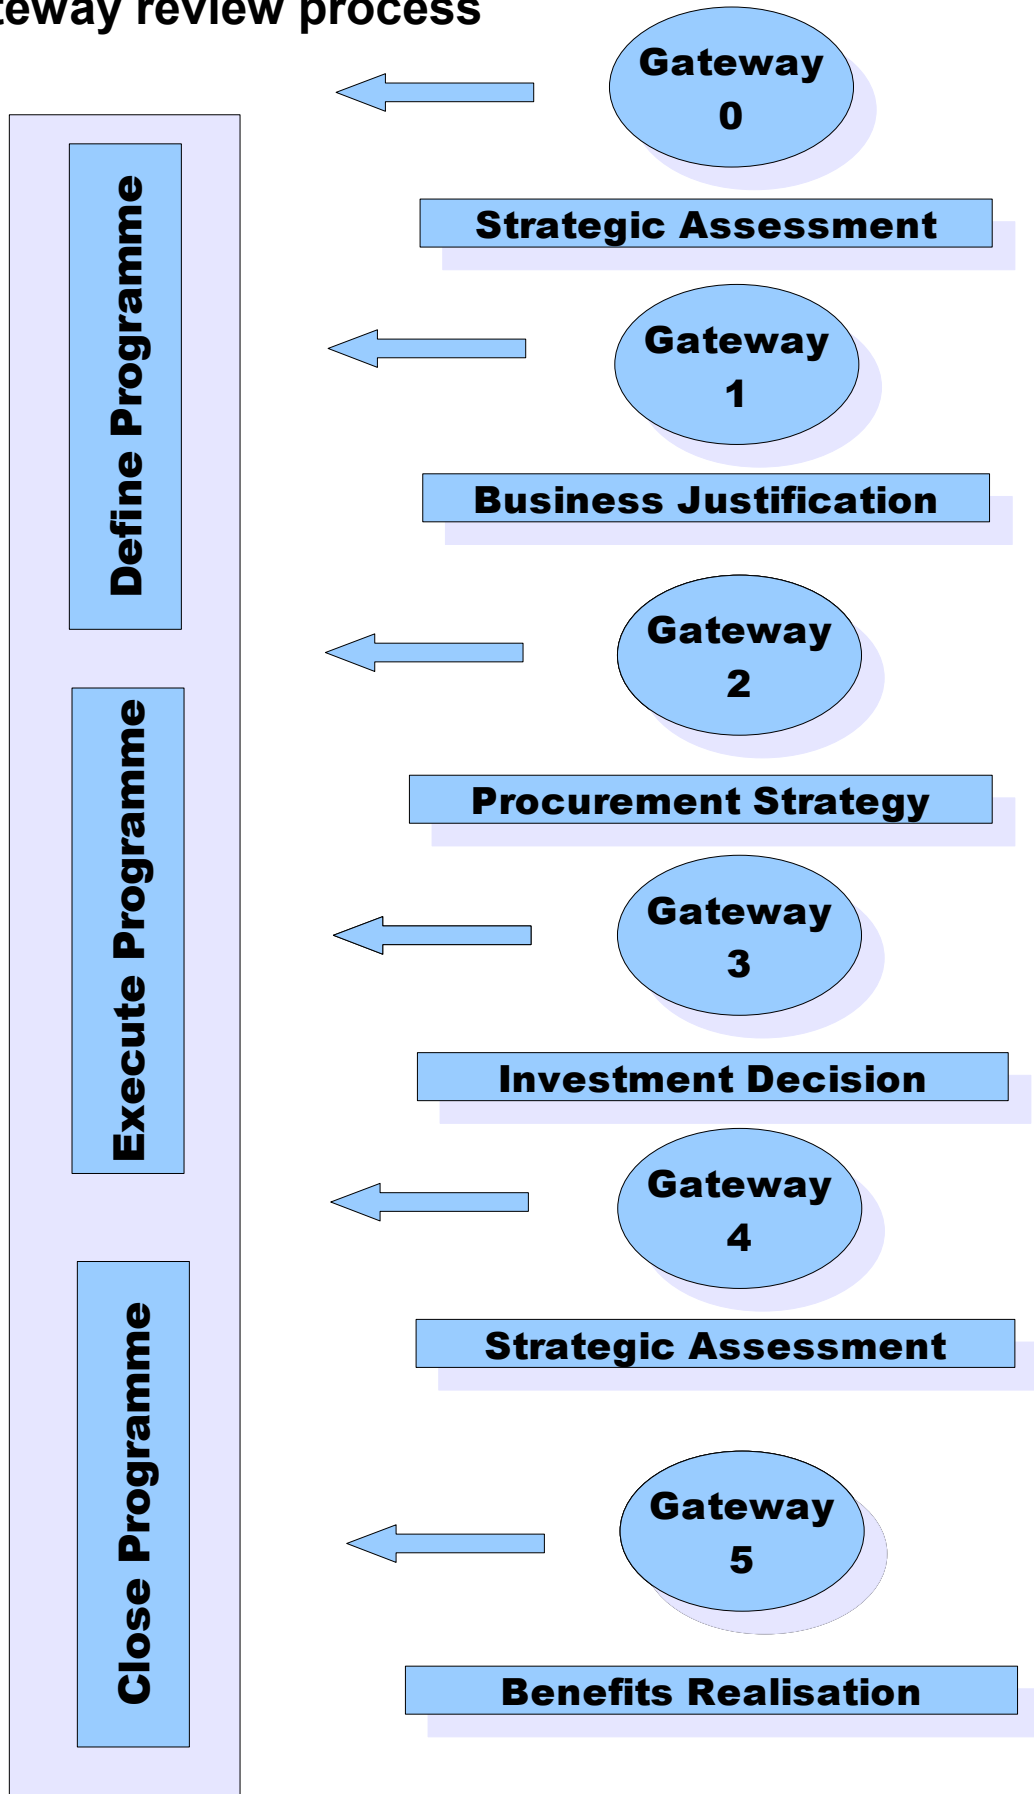 teway review process
Gateway
0
Strategic Assessment
Gateway
1
Business Justification
Gateway
2
Procurement Strategy
Gateway
3
Investment Decision
Gateway
4
Strategic Assessment
Gateway
5
Benefits Realisation
Define Programme
Execute Programme
Close Programme